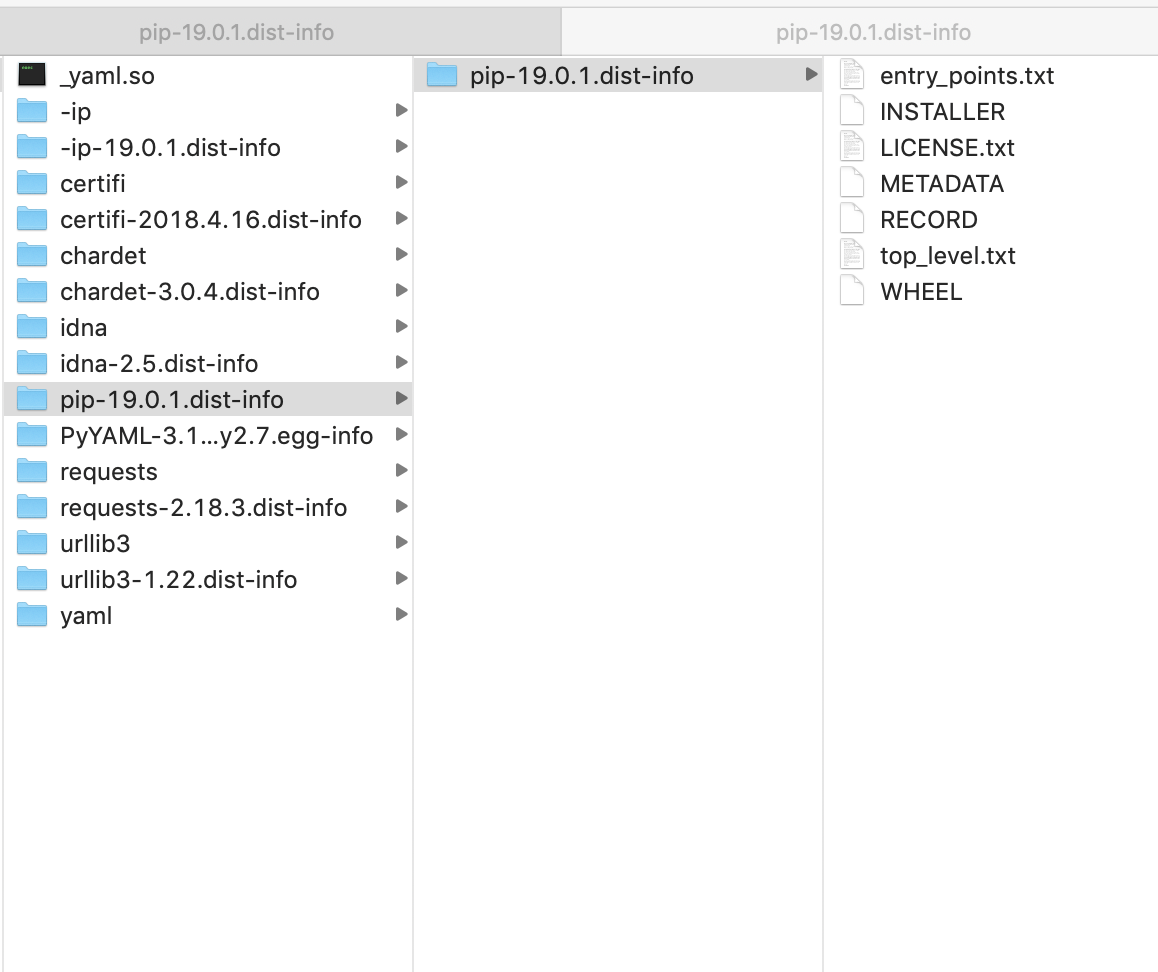 pip-19.0.1.dist-info
pip-19.0.1.dist-info
_yaml.so
-ip
-ip-19.0.1.dist-info
certifi
certifi-2018.4.16.dist-info
chardet
chardet-3.0.4.dist-info
idna
idna-2.5.dist-info
pip-19.0.1.dist-info
PyYAML-3.1...y2.7.egg-info
requests
requests-2.18.3.dist-info
urllib3
urllib3-1.22.dist-info
yaml
pip-19.0.1.dist-info
entry_points.txt
INSTALLER
LICENSE.txt
METADATA
RECORD
top_level.txt
WHEEL